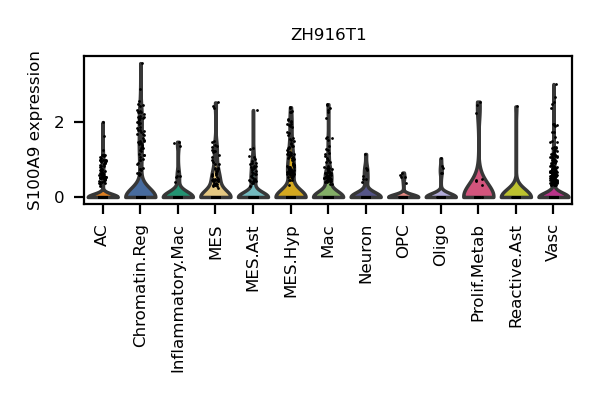 ZH916T1
S100A9 expression
2
0
AC
Chromatin.Reg
Inflammatory.Mac
MES
MES.Ast
MES.Hyp
Mac
Neuron
OPC
Oligo
Prolif.Metab
Reactive.Ast
Vasc